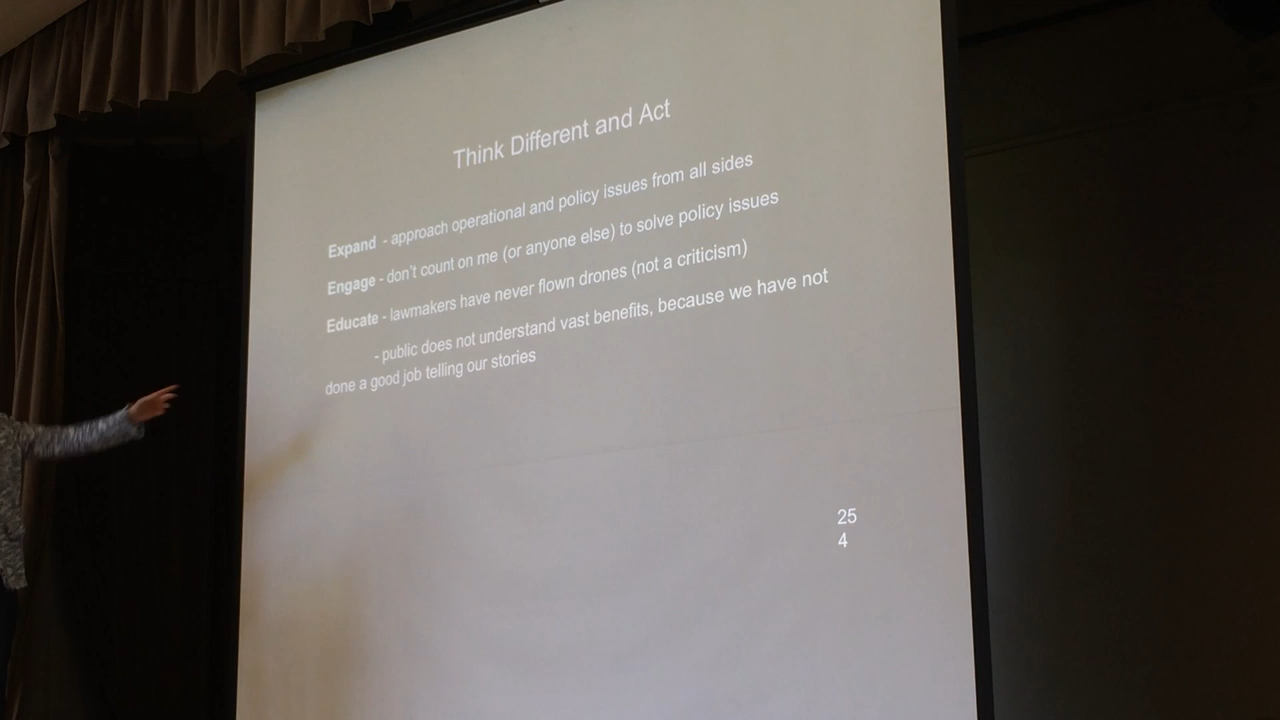 Think Different and Act
Expand - approach operational and policy issues from all sides
Engage - don't count on me (or anyone else) to solve policy issues
Educate - lawmakers have never flown drones (not a criticism)
- public does not understand vast benefits, because we have not
done a good job telling our stories
25
4